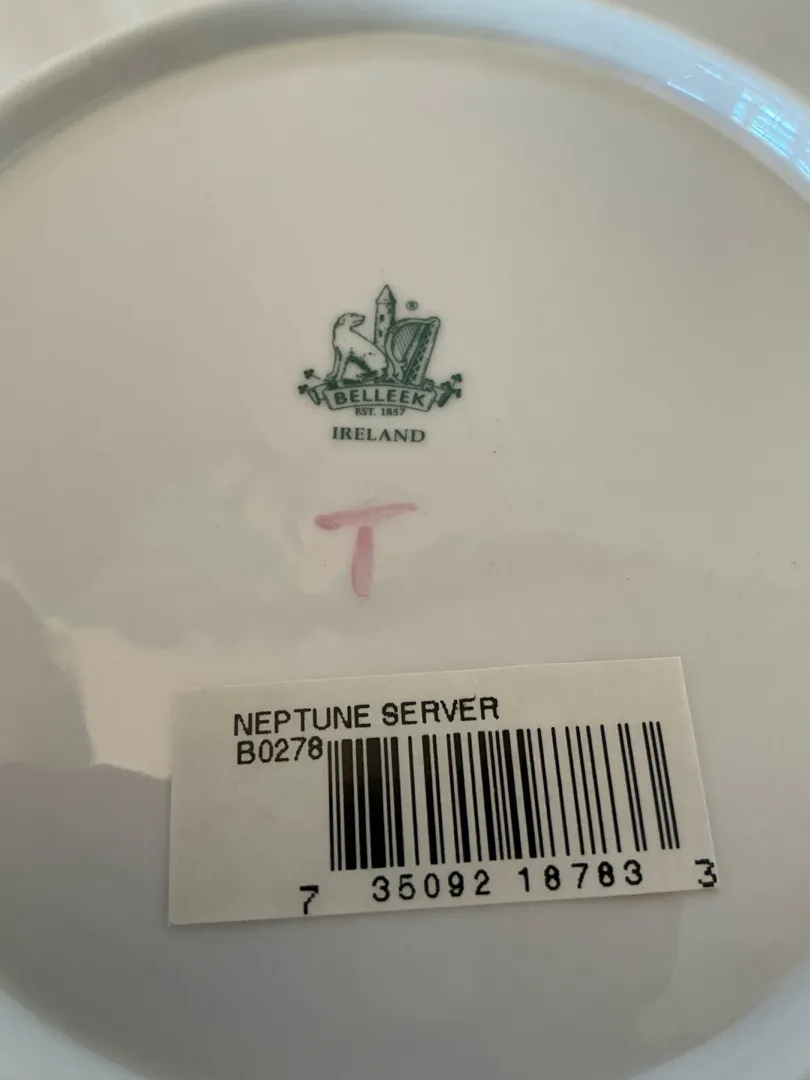 ®
BELLEEK
EST. 1857
IRELAND
T
NEPTUNE SERVER
B0278
7 35092 18783 3